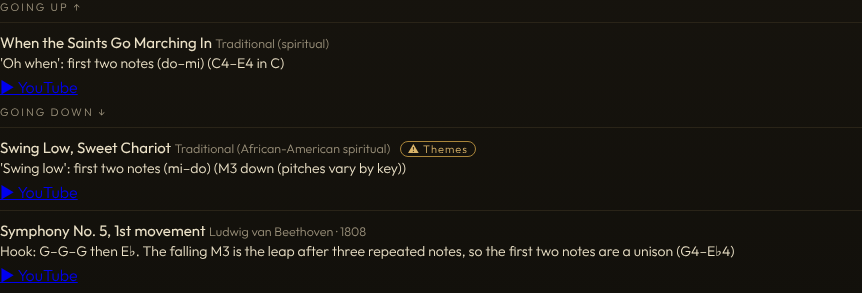 GOING UP ↑
When the Saints Go Marching In Traditional (spiritual)
'Oh when': first two notes (do–mi) (C4–E4 in C)
▶ YouTube
GOING DOWN ↓
Swing Low, Sweet Chariot Traditional (African-American spiritual) ⚠ Themes
'Swing low': first two notes (mi–do) (M3 down (pitches vary by key))
▶ YouTube
Symphony No. 5, 1st movement Ludwig van Beethoven · 1808
Hook: G–G–G then E♭. The falling M3 is the leap after three repeated notes, so the first two notes are a unison (G4–E♭4)
▶ YouTube